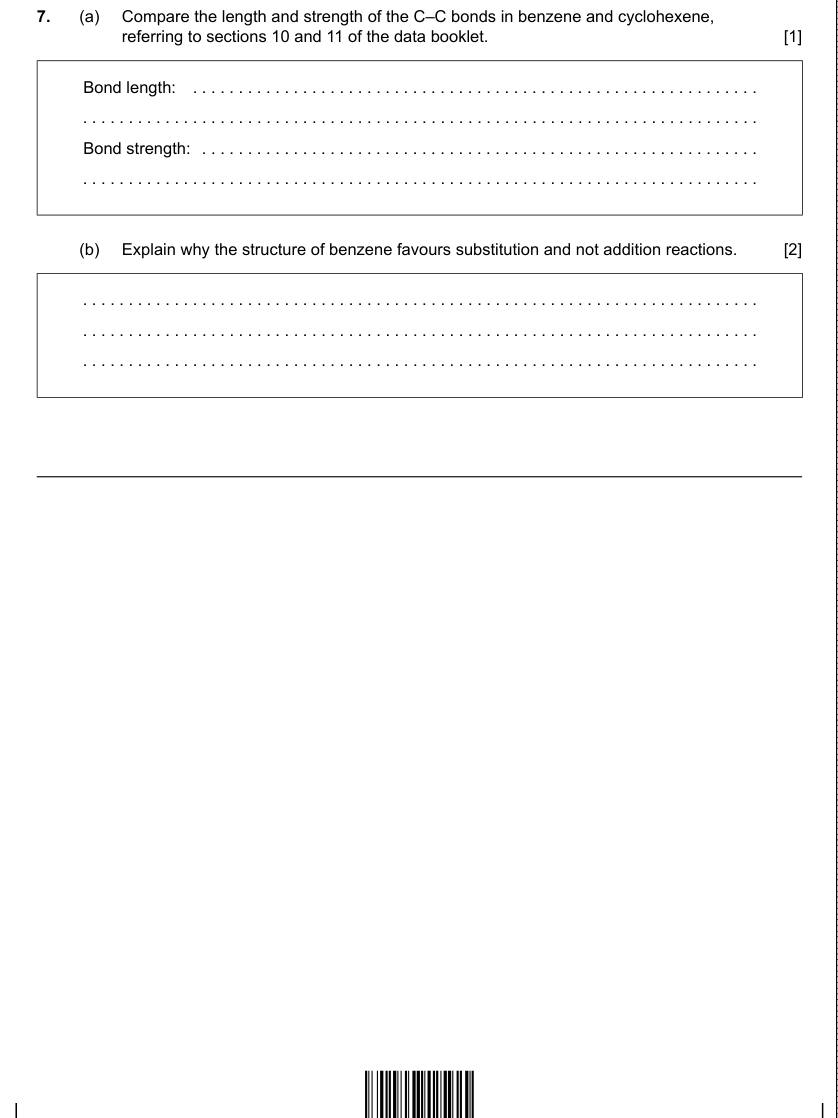 7. (a) Compare the length and strength of the C–C bonds in benzene and cyclohexene,
referring to sections 10 and 11 of the data booklet. [1]
Bond length: . . . . . . . . . . . . . . . . . . . . . . . . . . . . . . . . . . . . . . . . . . . . . . . . . . . . . . . . . . . . . .
. . . . . . . . . . . . . . . . . . . . . . . . . . . . . . . . . . . . . . . . . . . . . . . . . . . . . . . . . . . . . . . . . . . . . . . . . .
Bond strength: . . . . . . . . . . . . . . . . . . . . . . . . . . . . . . . . . . . . . . . . . . . . . . . . . . . . . . . . . . . . .
. . . . . . . . . . . . . . . . . . . . . . . . . . . . . . . . . . . . . . . . . . . . . . . . . . . . . . . . . . . . . . . . . . . . . . . . . .
(b) Explain why the structure of benzene favours substitution and not addition reactions. [2]
. . . . . . . . . . . . . . . . . . . . . . . . . . . . . . . . . . . . . . . . . . . . . . . . . . . . . . . . . . . . . . . . . . . . . . . . . .
. . . . . . . . . . . . . . . . . . . . . . . . . . . . . . . . . . . . . . . . . . . . . . . . . . . . . . . . . . . . . . . . . . . . . . . . . .
. . . . . . . . . . . . . . . . . . . . . . . . . . . . . . . . . . . . . . . . . . . . . . . . . . . . . . . . . . . . . . . . . . . . . . . . . .